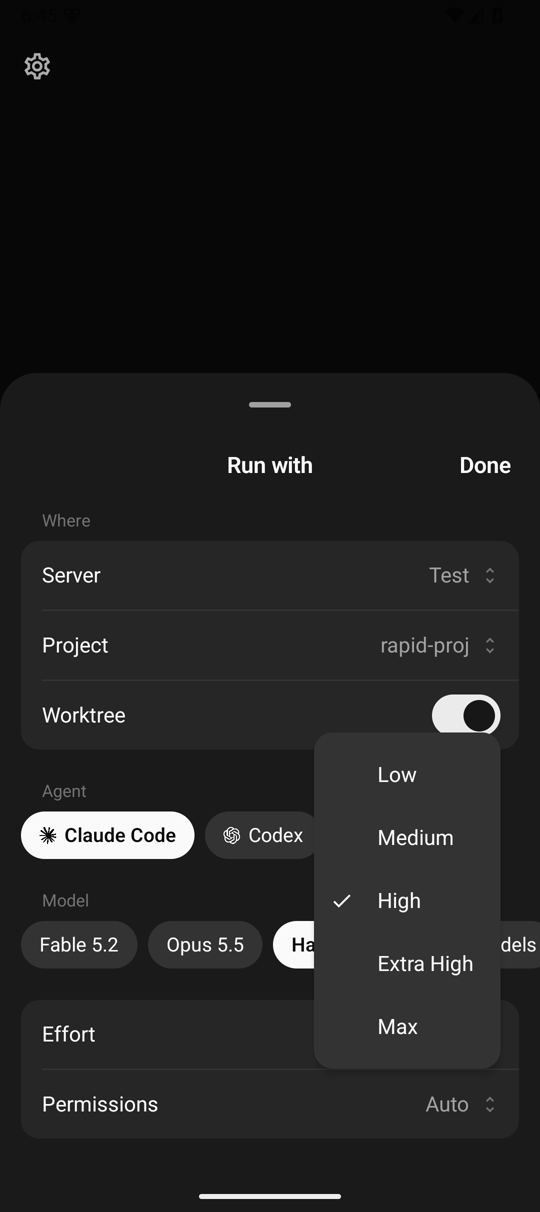 Run with
Done
Where
Server
Test
Project
rapid-proj
Worktree
Agent
Claude Code
Codex
Model
Fable 5.2
Opus 5.5
Low
Medium
High
Extra High
Max
Effort
Permissions
Auto